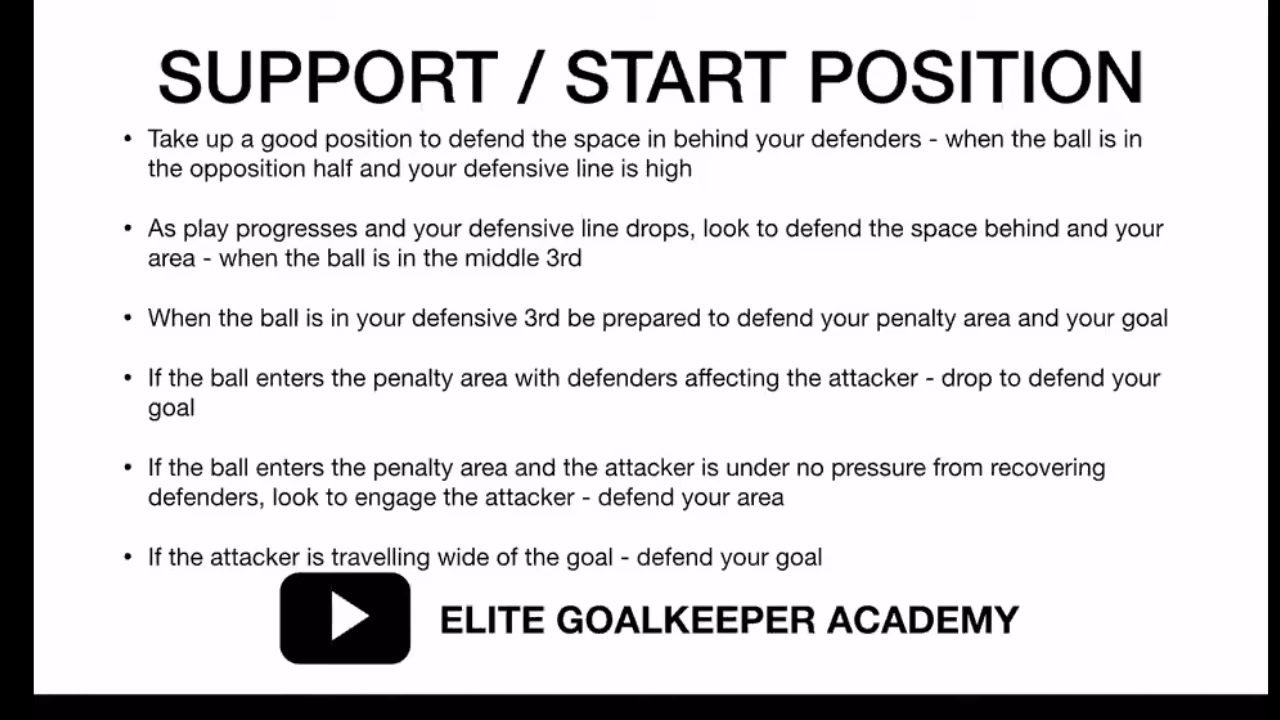 SUPPORT / START POSITION
• Take up a good position to defend the space in behind your defenders - when the ball is in
the opposition half and your defensive line is high
• As play progresses and your defensive line drops, look to defend the space behind and your
area - when the ball is in the middle 3rd
• When the ball is in your defensive 3rd be prepared to defend your penalty area and your goal
• If the ball enters the penalty area with defenders affecting the attacker - drop to defend your
goal
• If the ball enters the penalty area and the attacker is under no pressure from recovering
defenders, look to engage the attacker - defend your area
• If the attacker is travelling wide of the goal - defend your goal
ELITE GOALKEEPER ACADEMY